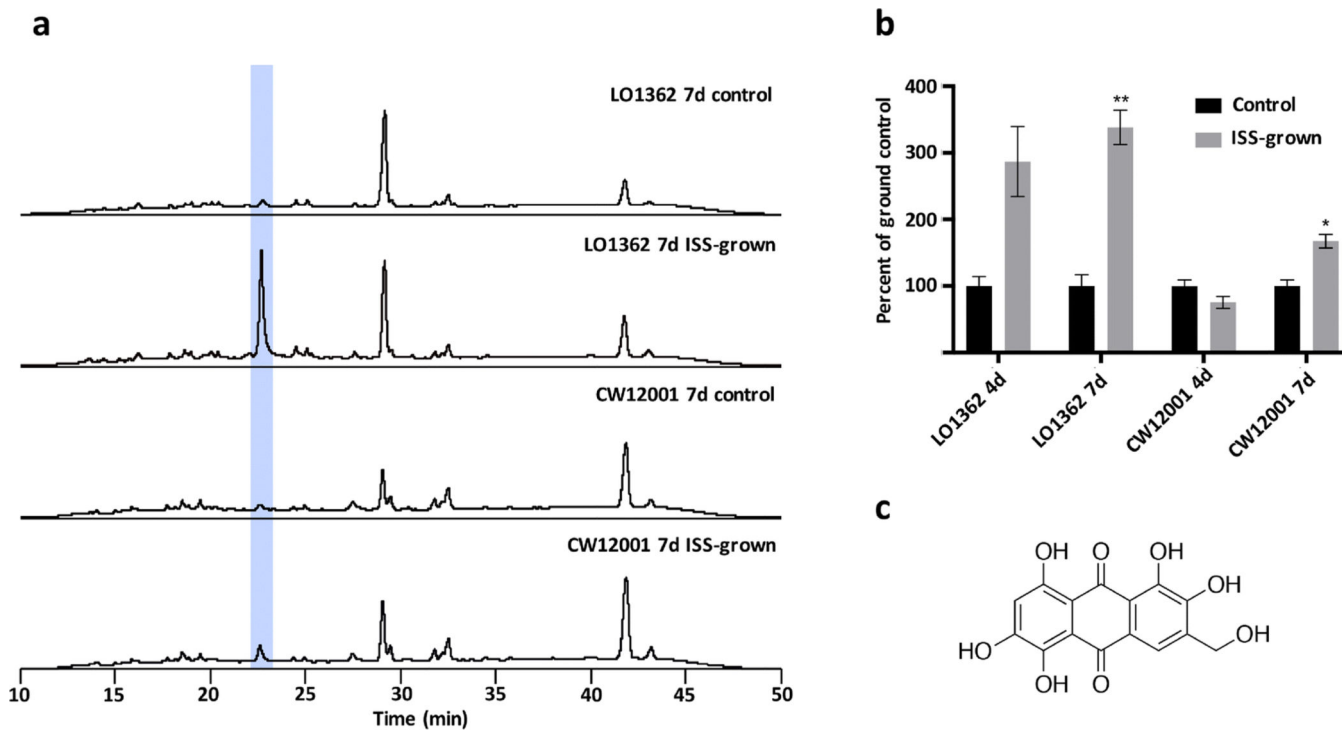 a
LO1362 7d control
LO1362 7d ISS-grown
CW12001 7d control
CW12001 7d ISS-grown
10 15 20 25 30 35 40 45 50
Time (min)
b
Percent of ground control
400
300
200
100
**
*
Control
ISS-grown
LO1362 4d
LO1362 7d
CW12001 4d
CW12001 7d
c
OH O OH
OH
OH
HO
OH O